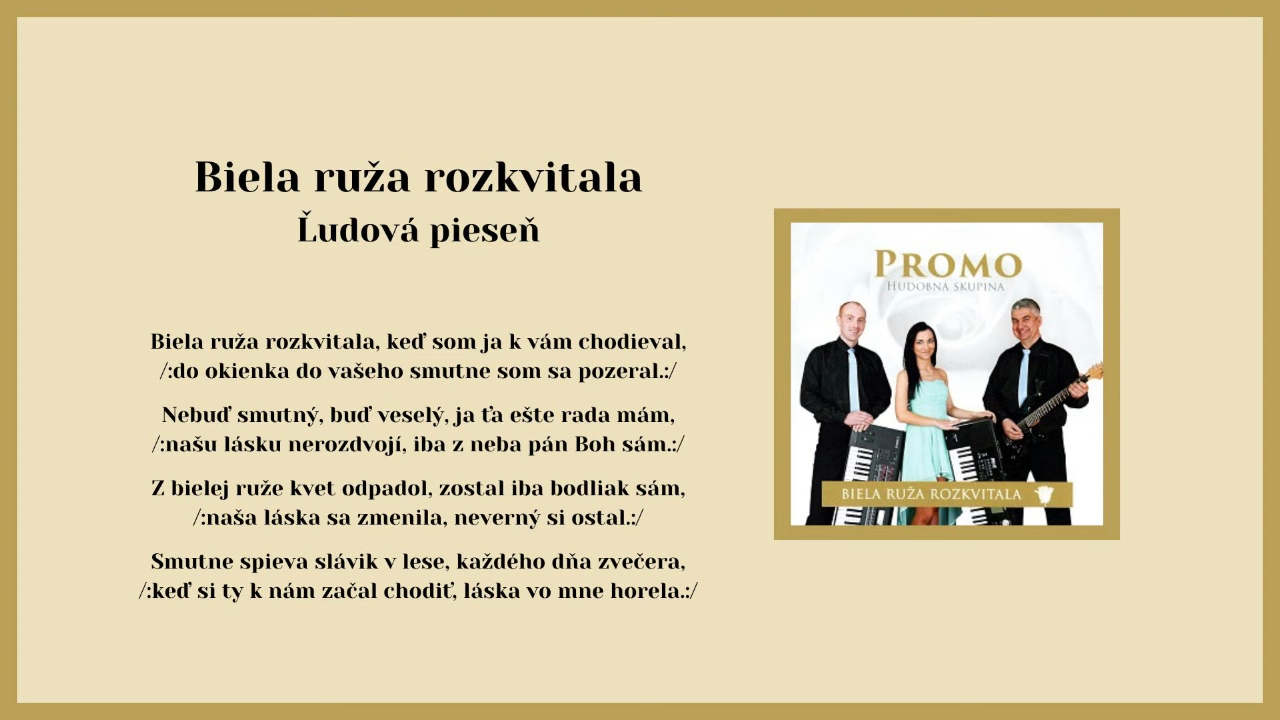 Biela ruža rozkvitala
Ľudová pieseň
Biela ruža rozkvitala, keď som ja k vám chodieval,
/:do okienka do vašeho smutne som sa pozeral.:/
Nebuď smutný, buď veselý, ja ťa ešte rada mám,
/:našu lásku nerozdvojí, iba z neba pán Boh sám.:/
Z bielej ruže kvet odpadol, zostal iba bodliak sám,
/:naša láska sa zmenila, neverný si ostal.:/
Smutne spieva slávik v lese, každého dňa zvečera,
/:keď si ty k nám začal chodiť, láska vo mne horela.:/
PROMO
HUDOBNÁ SKUPINA
BIELA RUŽA ROZKVITALA